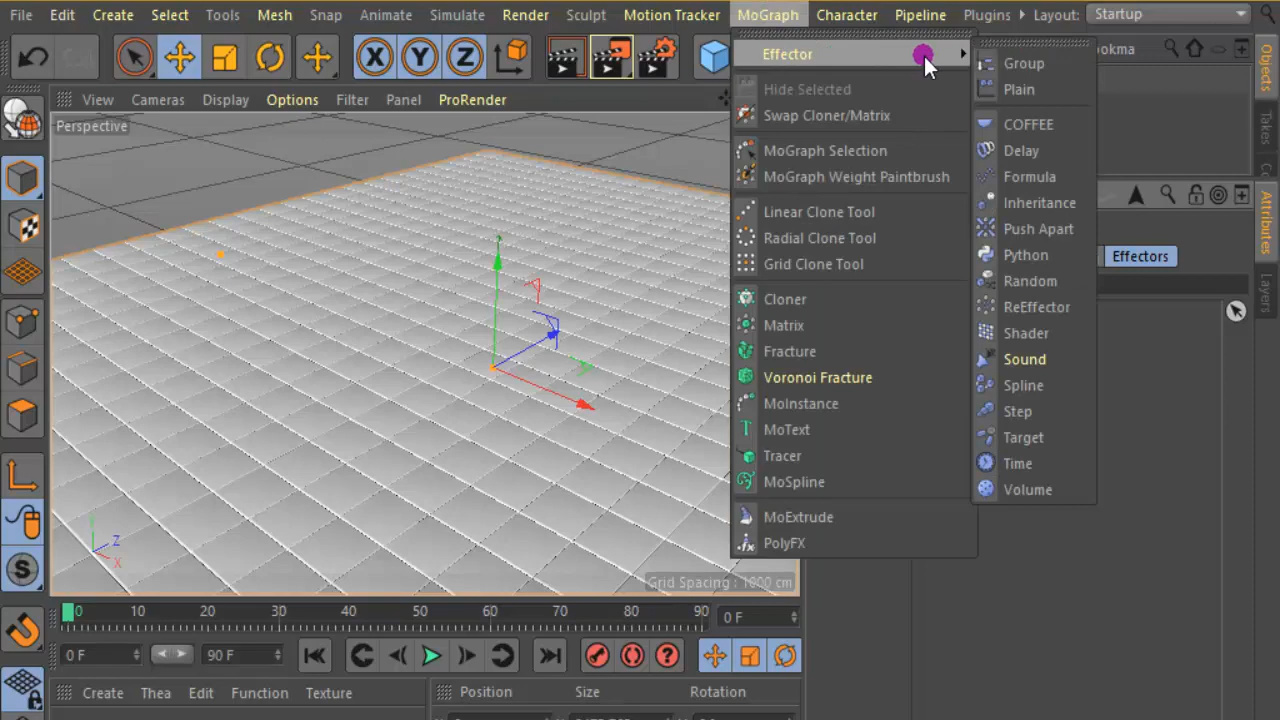 File Edit Create Select Tools Mesh Snap Animate Simulate Render Sculpt Motion Tracker MoGraph Character Pipeline Plugins Layout: Startup
X Y Z
View Cameras Display Options Filter Panel ProRender
Perspective
Effector
Hide Selected
Swap Cloner/Matrix
MoGraph Selection
MoGraph Weight Paintbrush
Linear Clone Tool
Radial Clone Tool
Grid Clone Tool
Cloner
Matrix
Fracture
Voronoi Fracture
MoInstance
MoText
Tracer
MoSpline
MoExtrude
PolyFX
Group
Plain
COFFEE
Delay
Formula
Inheritance
Push Apart
Python
Random
ReEffector
Shader
Sound
Spline
Step
Target
Time
Volume
Objects
Takes
Attributes
Layers
Effectors
Y Z X
Grid Spacing : 1000 cm
0 10 20 30 40 50 60 70 80 90 0 F
0 F 90 F
Create Edit Function Texture
Position Size Rotation